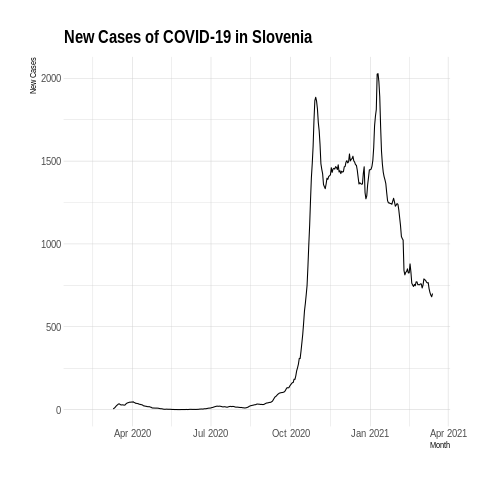 New Cases of COVID-19 in Slovenia
New Cases
2000
1500
1000
500
0
Apr 2020 Jul 2020 Oct 2020 Jan 2021 Apr 2021
Month